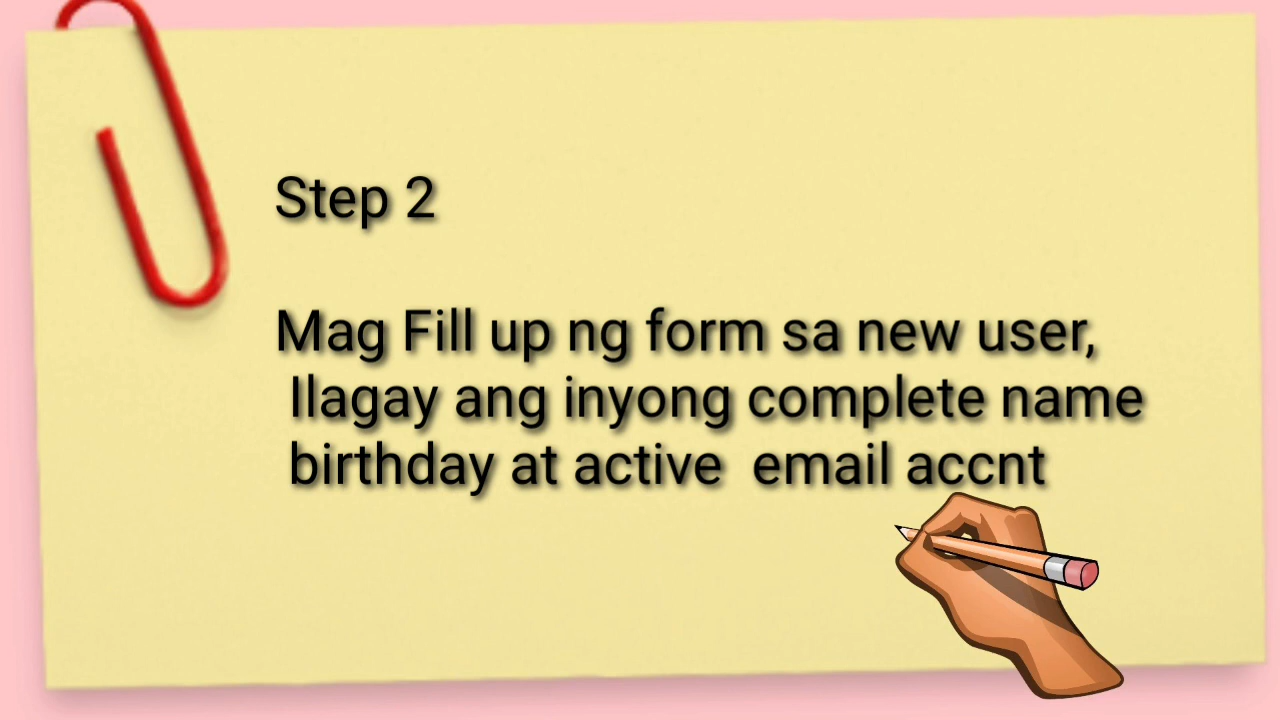 Step 2
Mag Fill up ng form sa new user,
Ilagay ang inyong complete name
birthday at active email accnt